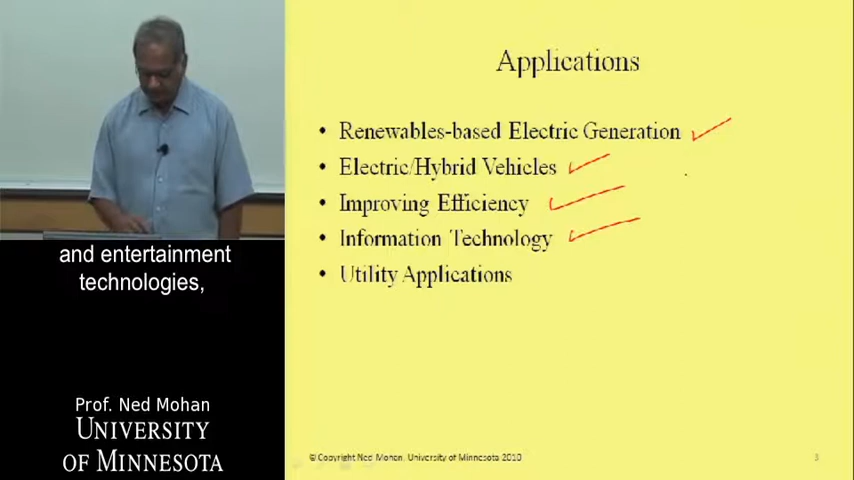 Applications
• Renewables-based Electric Generation
• Electric/Hybrid Vehicles
• Improving Efficiency
• Information Technology
• Utility Applications
and entertainment
technologies,
Prof. Ned Mohan
UNIVERSITY
OF MINNESOTA
© Copyright Ned Mohan, University of Minnesota 2010
3